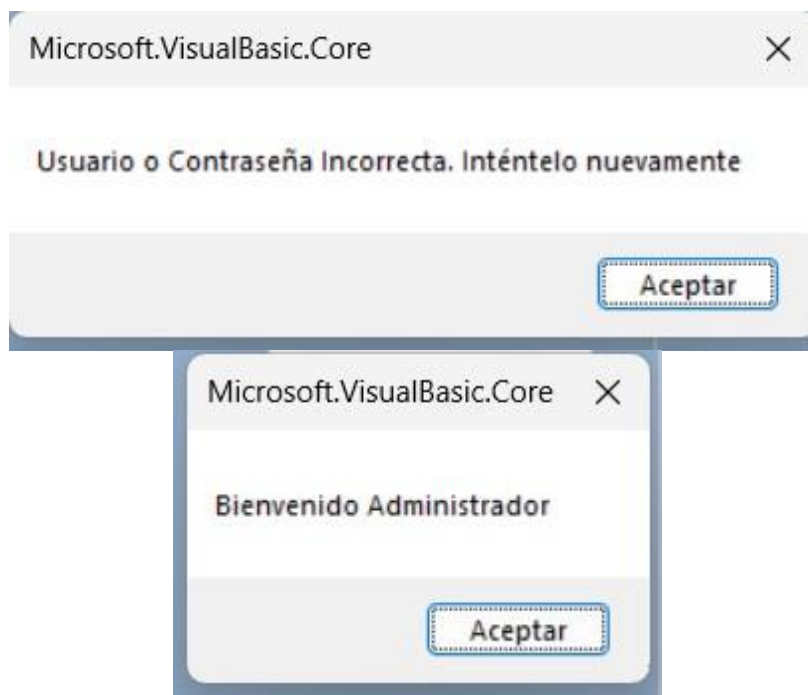 Microsoft.VisualBasic.Core
Usuario o Contraseña Incorrecta. Inténtelo nuevamente
Aceptar
Microsoft.VisualBasic.Core
Bienvenido Administrador
Aceptar